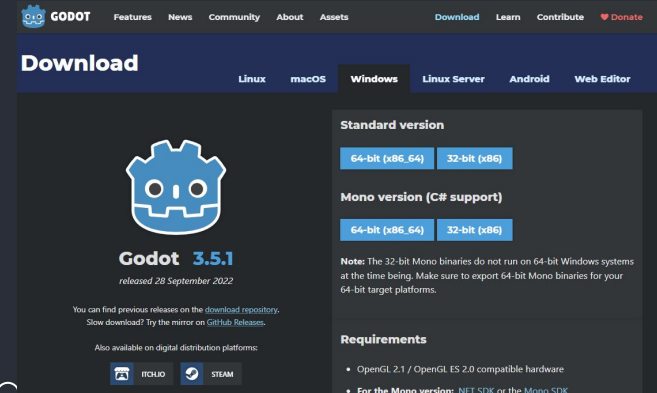 GODOT Features News Community About Assets Download Learn Contribute Donate
Download
Linux macOS Windows Linux Server Android Web Editor
Godot 3.5.1
released 28 September 2022
You can find previous releases on the download repository.
Slow download? Try the mirror on GitHub Releases.
Also available on digital distribution platforms:
ITCH.IO STEAM
Standard version
64-bit (x86_64) 32-bit (x86)
Mono version (C# support)
64-bit (x86_64) 32-bit (x86)
Note: The 32-bit Mono binaries do not run on 64-bit Windows systems
at the time being. Make sure to export 64-bit Mono binaries for your
64-bit target platforms.
Requirements
• OpenGL 2.1 / OpenGL ES 2.0 compatible hardware
• For the Mono version: .NET SDK or the Mono SDK